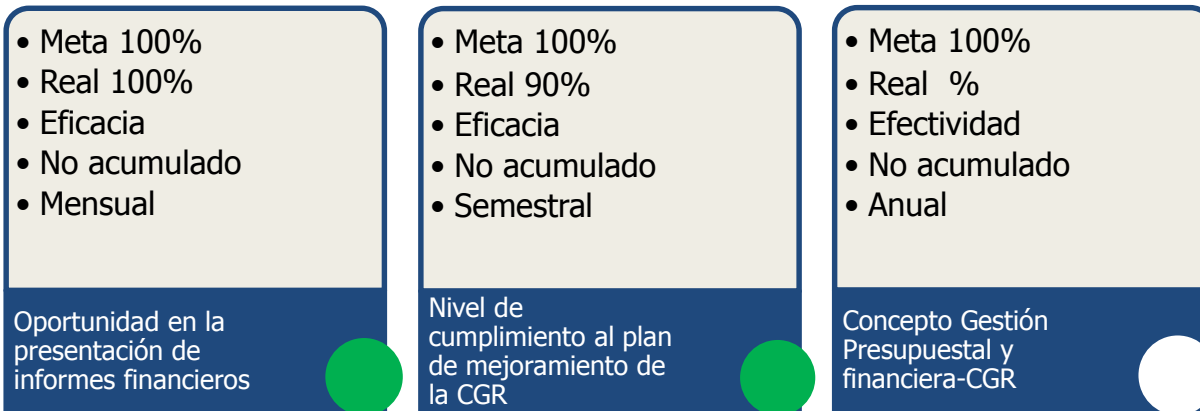 • Meta 100%
• Real 100%
• Eficacia
• No acumulado
• Mensual
Oportunidad en la
presentación de
informes financieros
• Meta 100%
• Real 90%
• Eficacia
• No acumulado
• Semestral
Nivel de
cumplimiento al plan
de mejoramiento de
la CGR
• Meta 100%
• Real %
• Efectividad
• No acumulado
• Anual
Concepto Gestión
Presupuestal y
financiera-CGR